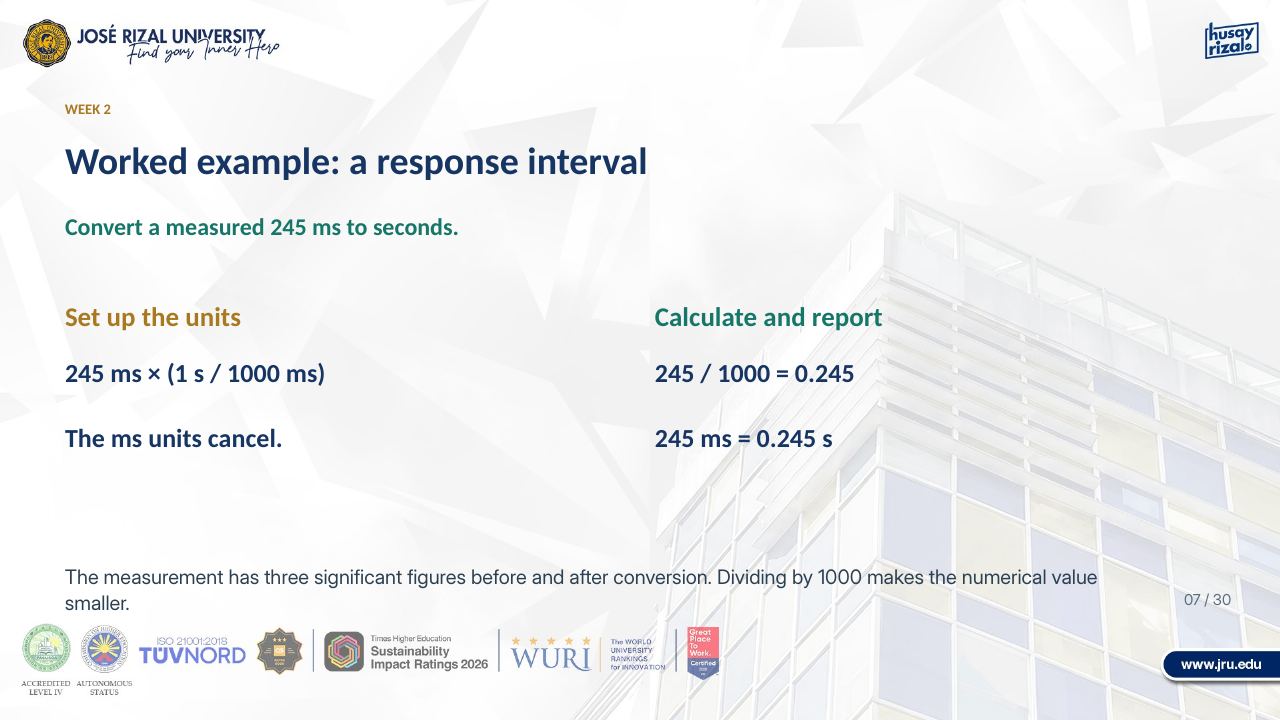 JOSÉ RIZAL UNIVERSITY
Find your Inner Hero
husay
rizal
WEEK 2
Worked example: a response interval
Convert a measured 245 ms to seconds.
Set up the units
245 ms × (1 s / 1000 ms)
The ms units cancel.
Calculate and report
245 / 1000 = 0.245
245 ms = 0.245 s
The measurement has three significant figures before and after conversion. Dividing by 1000 makes the numerical value
smaller.
07 / 30
ACCREDITED
LEVEL IV
AUTONOMOUS
STATUS
ISO 21001:2018
TÜVNORD
Times Higher Education
Sustainability
Impact Ratings 2026
WURI
The WORLD
UNIVERSITY
RANKINGS
for INNOVATION
Great
Place
To
Work.
Certified
www.jru.edu